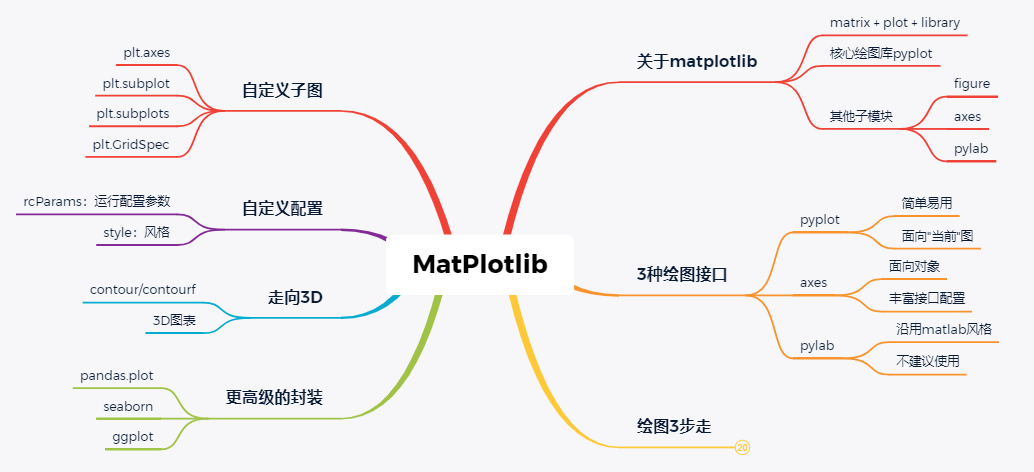 MatPlotlib
关于matplotlib
matrix + plot + library
核心绘图库pyplot
其他子模块
figure
axes
pylab
3种绘图接口
pyplot
简单易用
面向"当前"图
axes
面向对象
丰富接口配置
pylab
沿用matlab风格
不建议使用
绘图3步走
20
自定义子图
plt.axes
plt.subplot
plt.subplots
plt.GridSpec
自定义配置
rcParams：运行配置参数
style：风格
走向3D
contour/contourf
3D图表
更高级的封装
pandas.plot
seaborn
ggplot